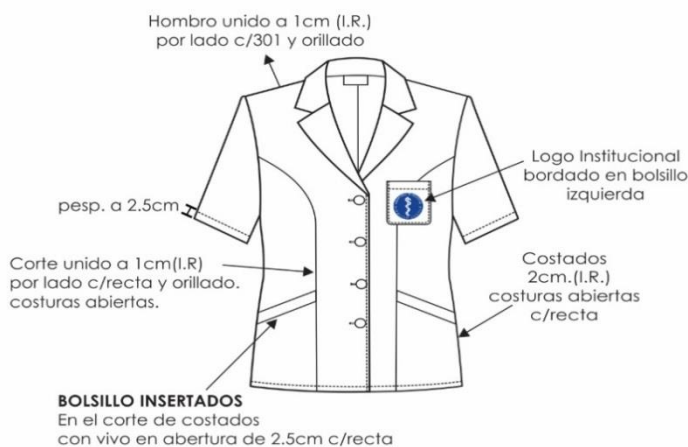 Hombro unido a 1cm (I.R.)
por lado c/301 y orillado
Logo Institucional
bordado en bolsillo
izquierda
pesp. a 2.5cm
Corte unido a 1cm(I.R)
por lado c/recta y orillado.
costuras abiertas.
Costados
2cm.(I.R.)
costuras abiertas
c/recta
BOLSILLO INSERTADOS
En el corte de costados
con vivo en abertura de 2.5cm c/recta